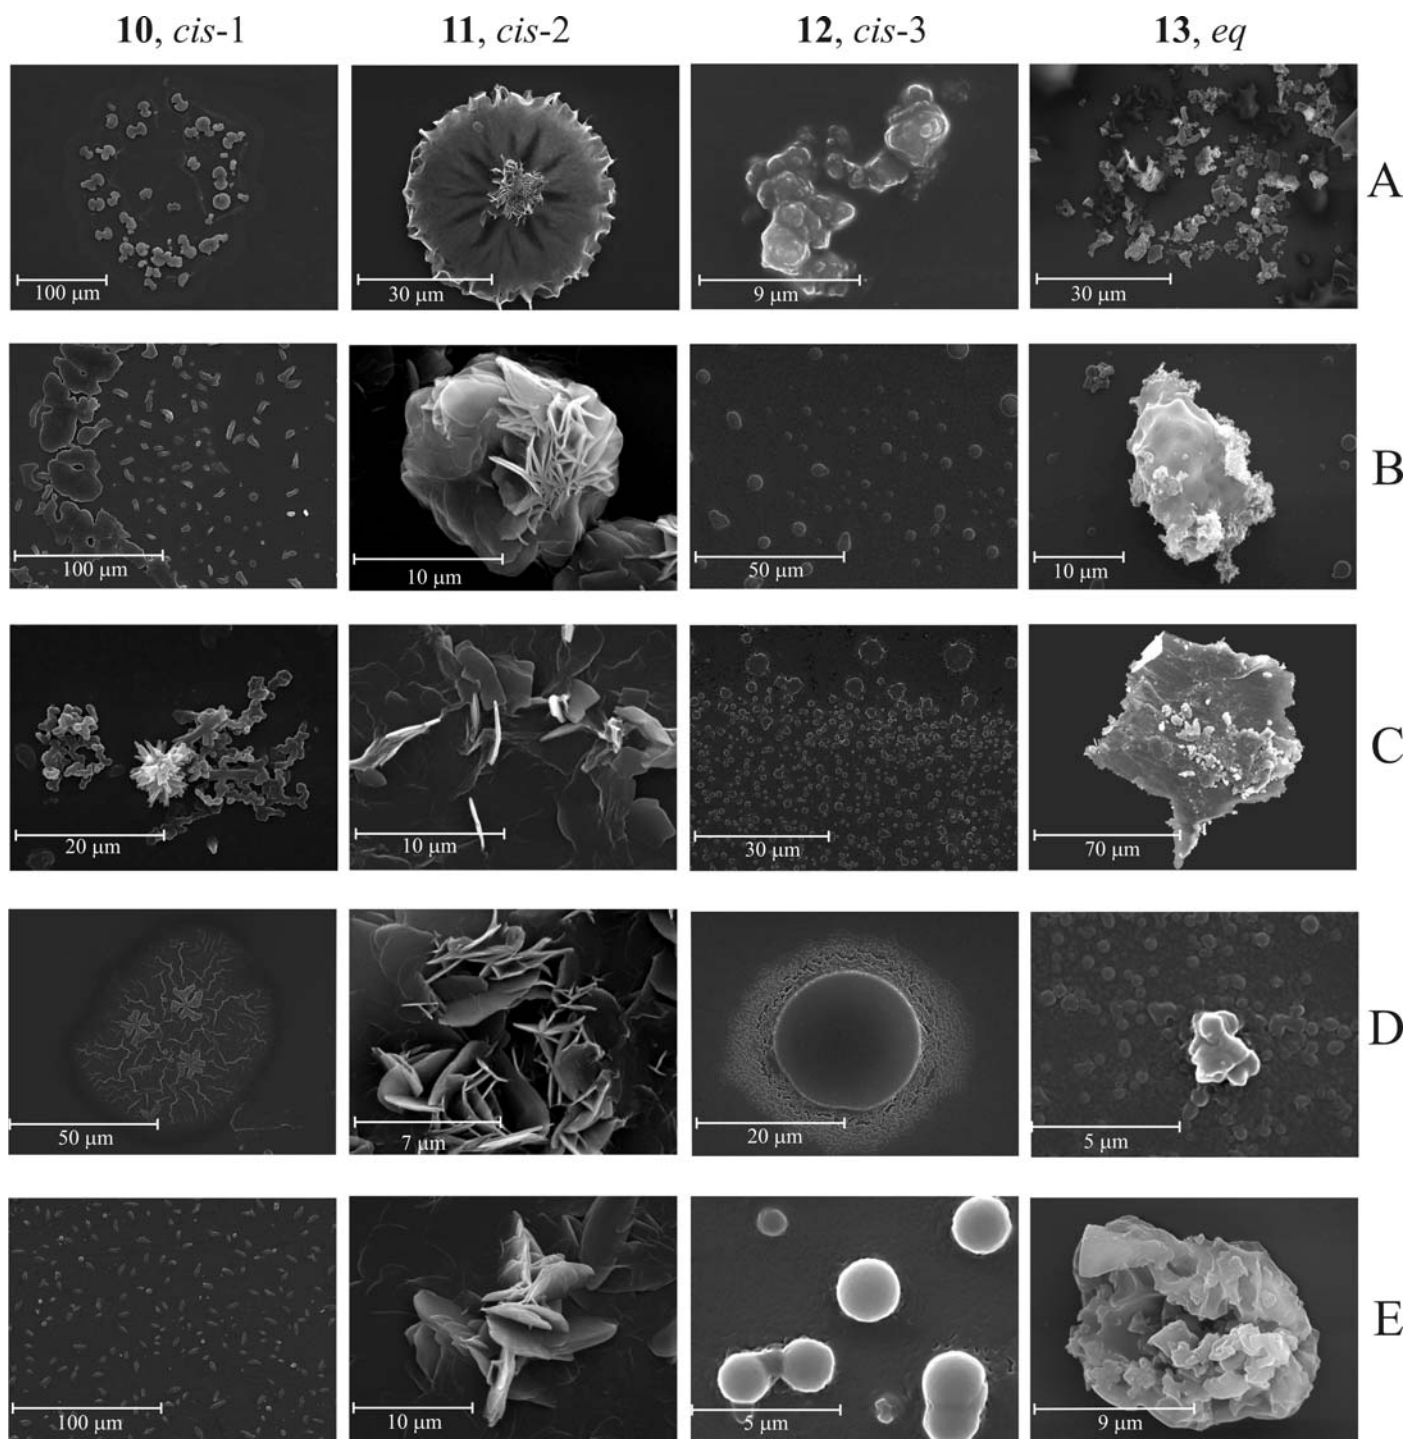 10, cis-1 11, cis-2 12, cis-3 13, eq
100 µm 30 µm 9 µm 30 µm A
100 µm 10 µm 50 µm 10 µm B
20 µm 10 µm 30 µm 70 µm C
50 µm 7 µm 20 µm 5 µm D
100 µm 10 µm 5 µm 9 µm E